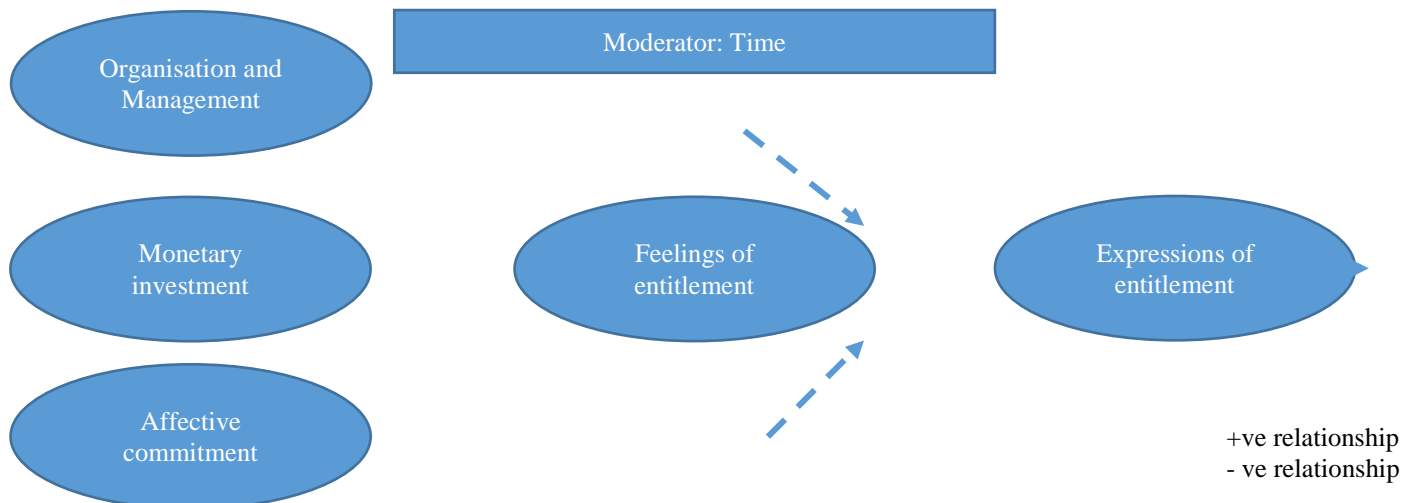 Moderator: Time
Organisation and
Management
Monetary
investment
Feelings of
entitlement
Expressions of
entitlement
Affective
commitment
+ve relationship
- ve relationship